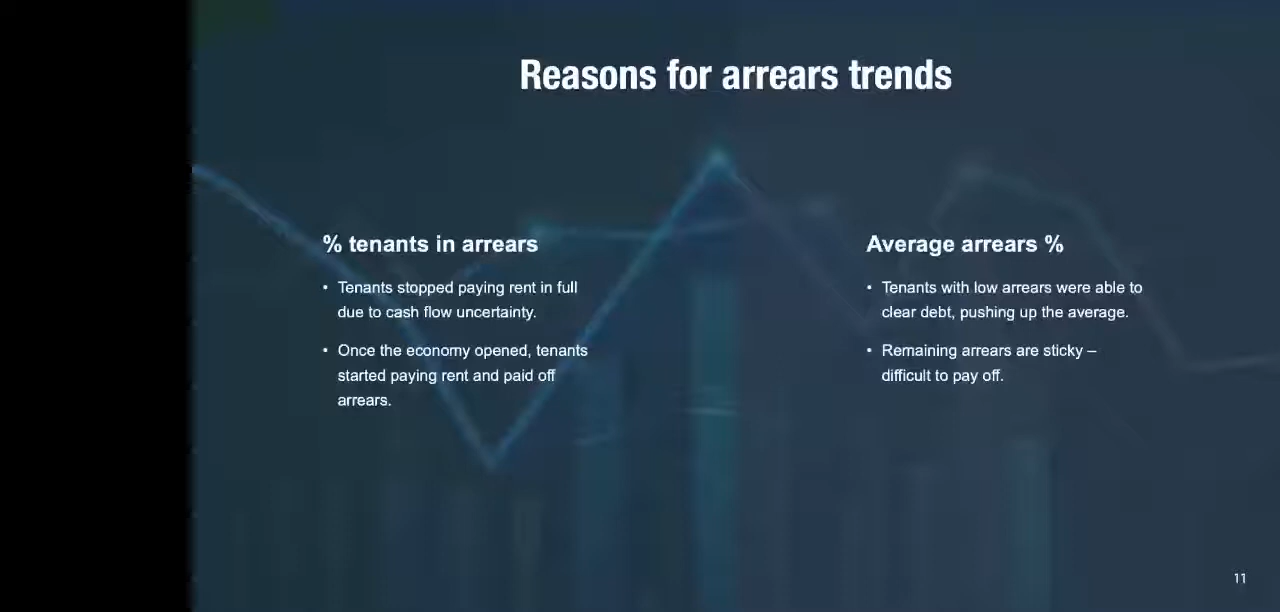 Reasons for arrears trends
% tenants in arrears
• Tenants stopped paying rent in full
due to cash flow uncertainty.
• Once the economy opened, tenants
started paying rent and paid off
arrears.
Average arrears %
• Tenants with low arrears were able to
clear debt, pushing up the average.
• Remaining arrears are sticky –
difficult to pay off.
11